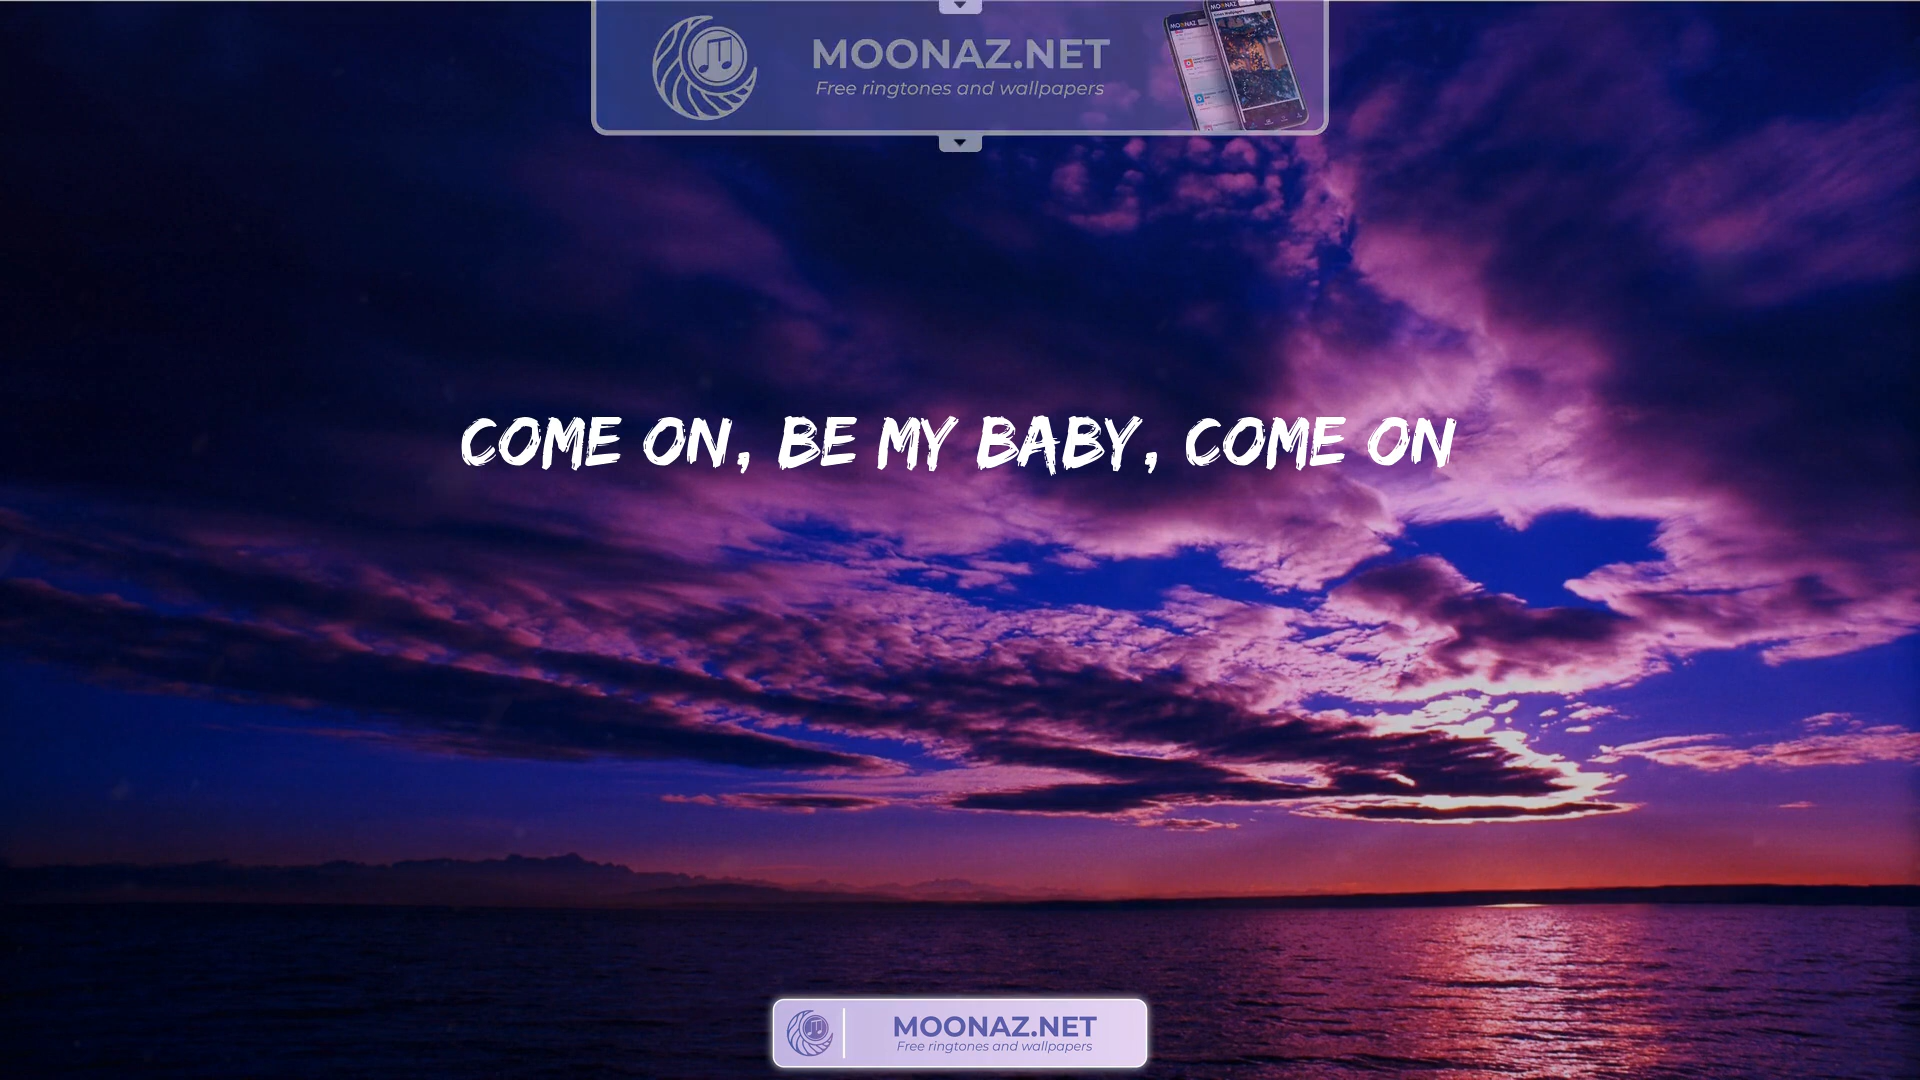 MOONAZ.NET
Free ringtones and wallpapers
COME ON, BE MY BABY, COME ON
MOONAZ.NET
Free ringtones and wallpapers